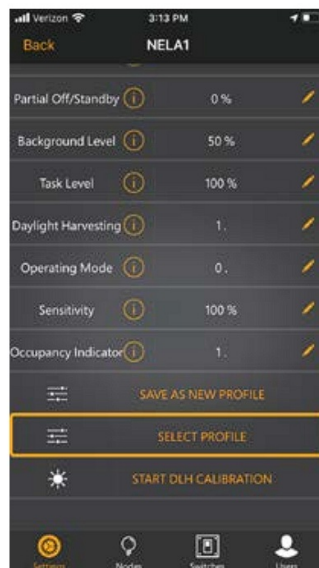 Verizon 3:13 PM
Back NELA1
Partial Off/Standby i 0 %
Background Level i 50 %
Task Level i 100 %
Daylight Harvesting i 1.
Operating Mode i 0.
Sensitivity i 100 %
Occupancy Indicator i 1.
SAVE AS NEW PROFILE
SELECT PROFILE
START DLH CALIBRATION
Settings Nodes Switches Users